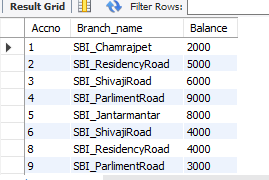 Result Grid Filter Rows:
Accno Branch_name Balance
1 SBI_Chamrajpet 2000
2 SBI_ResidencyRoad 5000
3 SBI_ShivajiRoad 6000
4 SBI_ParlimentRoad 9000
5 SBI_Jantarmantar 8000
6 SBI_ShivajiRoad 4000
8 SBI_ResidencyRoad 4000
9 SBI_ParlimentRoad 3000